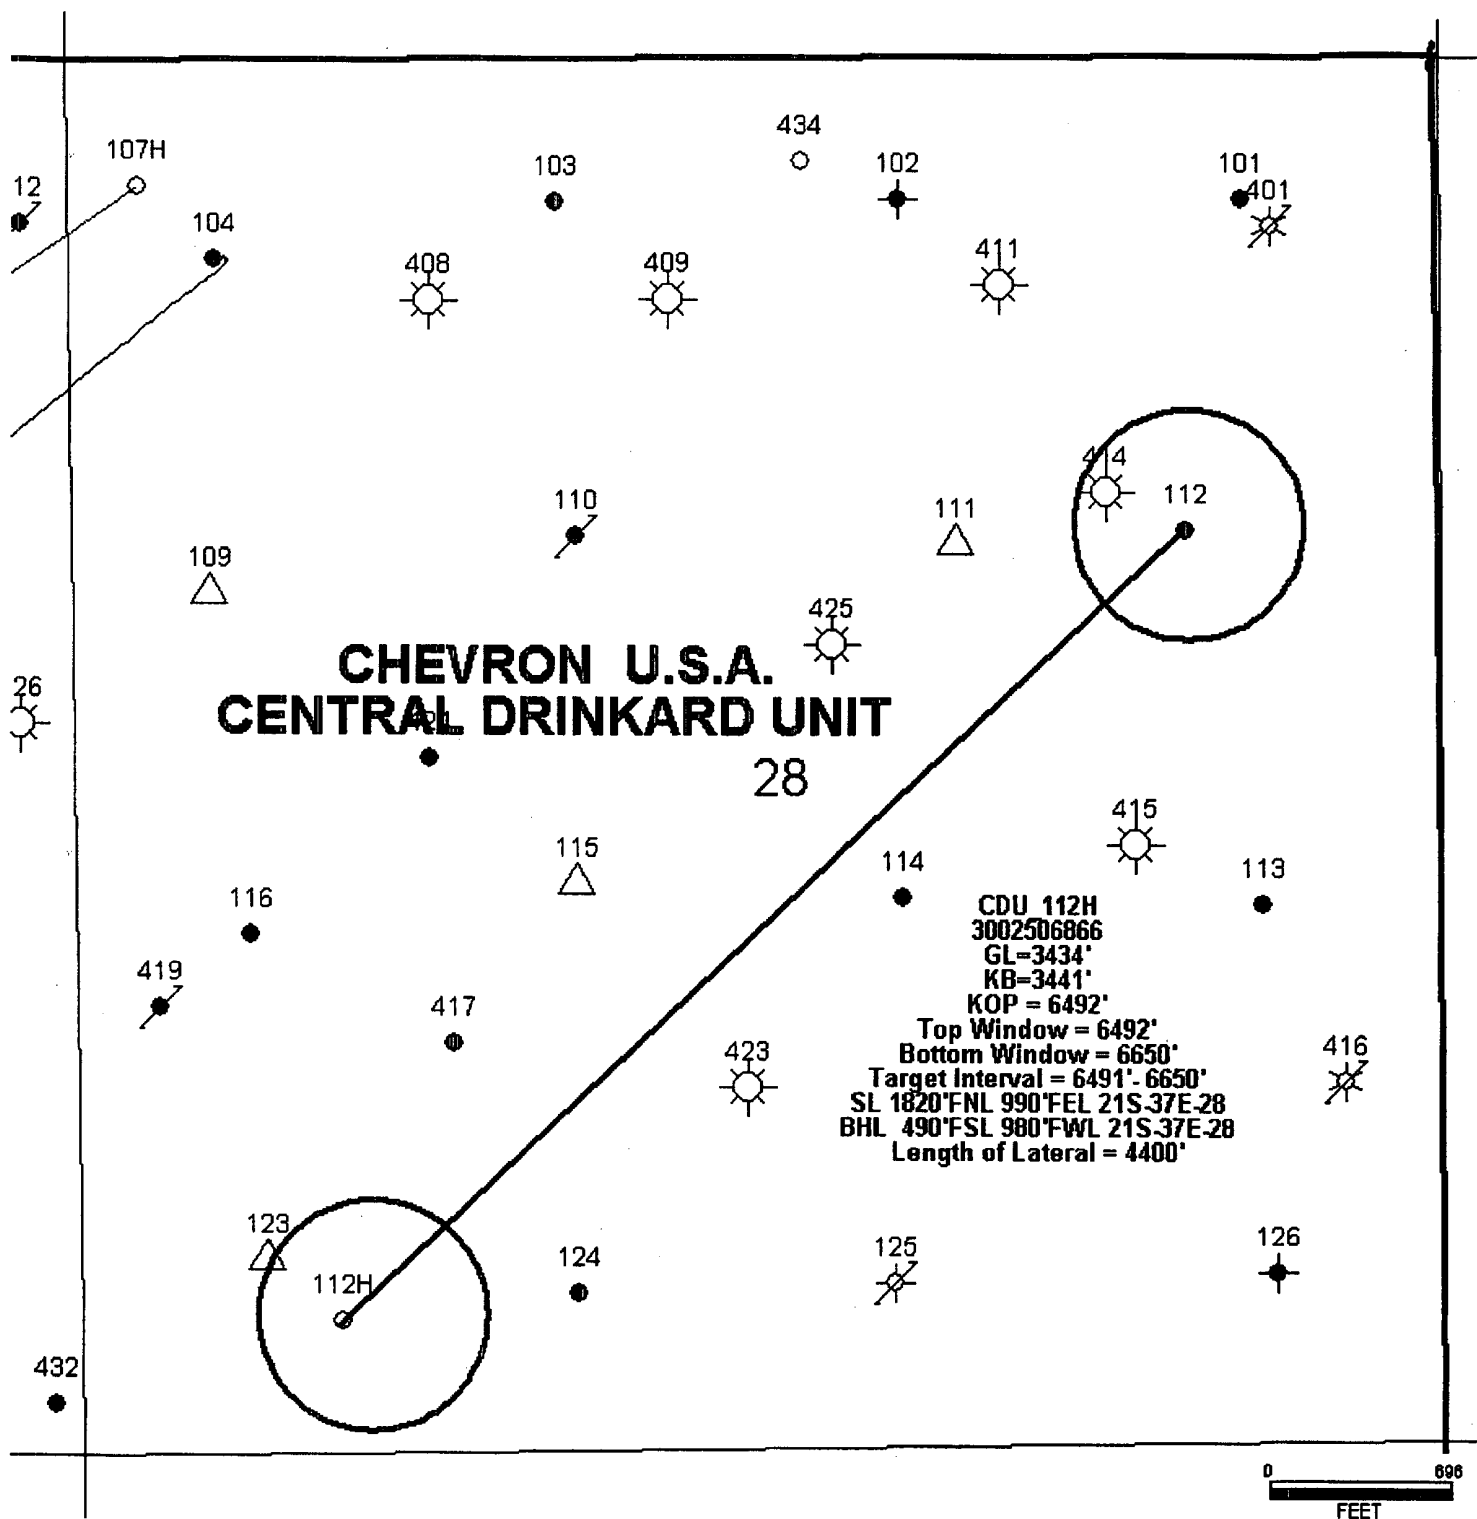 434
107H
103
102
101
12
401
104
411
408
409
414
112
110
111
109
425
CHEVRON U.S.A.
26
CENTRAL DRINKARD UNIT
28
415
115
114
113
116
CDU_112H
3002506866
GL=3434'
KB=3441'
419
KOP = 6492'
417
Top Window = 6492'
423
Bottom Window = 6650'
416
Target Interval = 6491'- 6650'
SL 1820'FNL 990'FEL 21S-37E-28
BHL 490'FSL 980'FWL 21S-37E-28
Length of Lateral = 4400'
123
126
125
124
112H
432
0 696
FEET